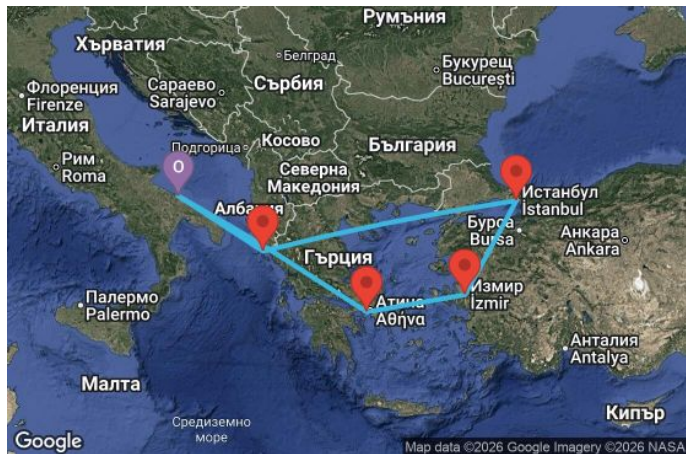 Румъния
Хърватия
Белград
Букурещ
București
Флоренция
Firenze
Сараево
Sarajevo
Сърбия
Италия
Подгорица
Косово
България
Рим
Roma
О
Северна
Македония
Истанбул
İstanbul
Албания
Бурса
Bursa
Анкара
Ankara
Гърция
Измир
İzmir
Палермо
Palermo
Атина
Αθήνα
Анталия
Antalya
Малта
Кипър
Средиземно
море
Google
Map data ©2026 Google Imagery ©2026 NASA